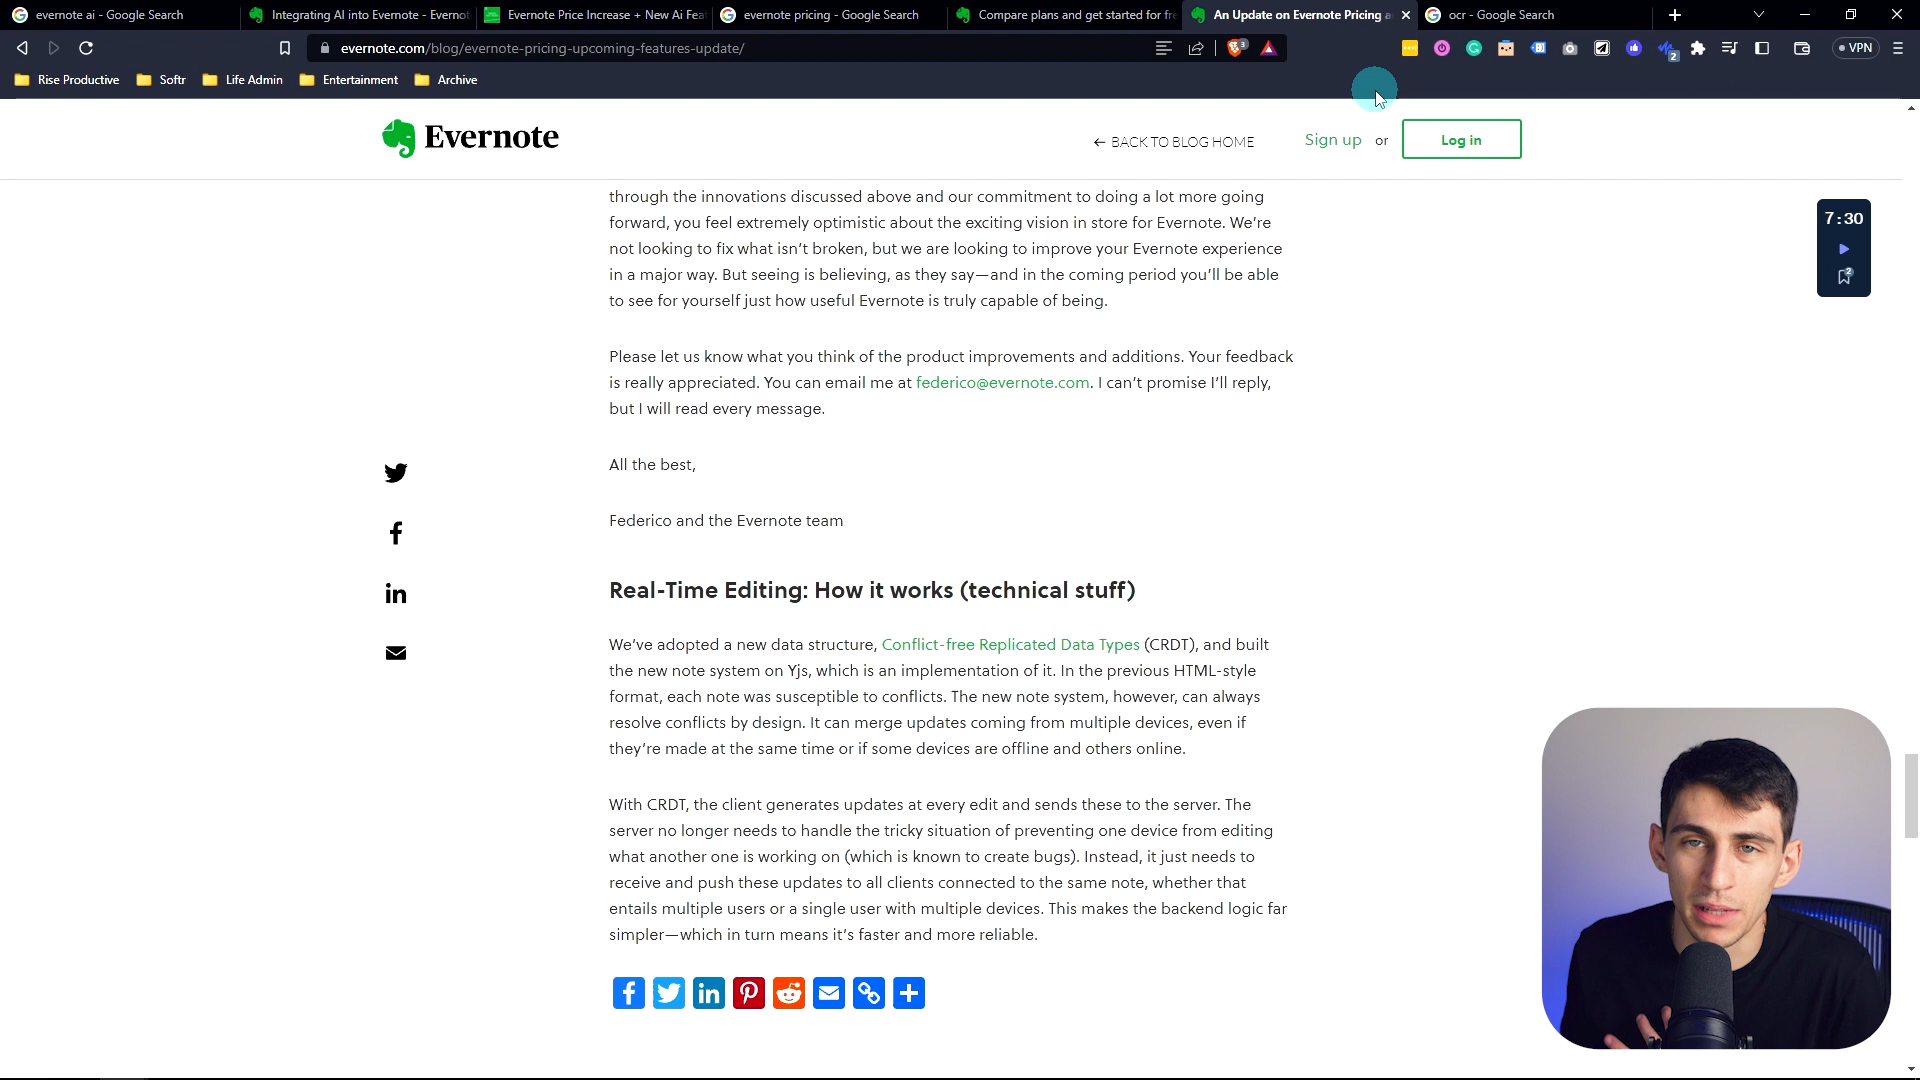 evernote ai - Google Search
Integrating AI into Evernote - Evernot
Evernote Price Increase + New Ai Fea
evernote pricing - Google Search
Compare plans and get started for fre
An Update on Evernote Pricing a
ocr - Google Search
evernote.com/blog/evernote-pricing-upcoming-features-update/
3
2
VPN
Rise Productive
Softr
Life Admin
Entertainment
Archive
Evernote
← BACK TO BLOG HOME
Sign up or
Log in
7:30
2
through the innovations discussed above and our commitment to doing a lot more going
forward, you feel extremely optimistic about the exciting vision in store for Evernote. We're
not looking to fix what isn't broken, but we are looking to improve your Evernote experience
in a major way. But seeing is believing, as they say—and in the coming period you'll be able
to see for yourself just how useful Evernote is truly capable of being.
Please let us know what you think of the product improvements and additions. Your feedback
is really appreciated. You can email me at federico@evernote.com. I can't promise I'll reply,
but I will read every message.
All the best,
Federico and the Evernote team
Real-Time Editing: How it works (technical stuff)
We've adopted a new data structure, Conflict-free Replicated Data Types (CRDT), and built
the new note system on Yjs, which is an implementation of it. In the previous HTML-style
format, each note was susceptible to conflicts. The new note system, however, can always
resolve conflicts by design. It can merge updates coming from multiple devices, even if
they're made at the same time or if some devices are offline and others online.
With CRDT, the client generates updates at every edit and sends these to the server. The
server no longer needs to handle the tricky situation of preventing one device from editing
what another one is working on (which is known to create bugs). Instead, it just needs to
receive and push these updates to all clients connected to the same note, whether that
entails multiple users or a single user with multiple devices. This makes the backend logic far
simpler—which in turn means it's faster and more reliable.